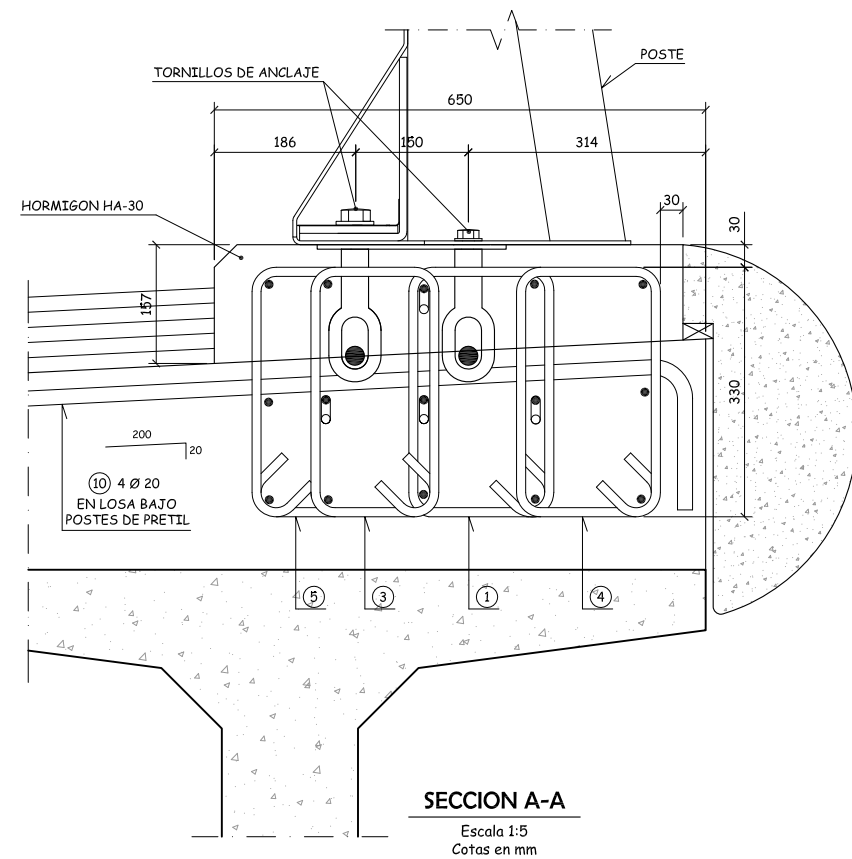 POSTE
TORNILLOS DE ANCLAJE
650
186
150
314
30
HORMIGON HA-30
30
157
330
200
20
10 4 Ø 20
EN LOSA BAJO
POSTES DE PRETIL
5
3
1
4
SECCION A-A
Escala 1:5
Cotas en mm